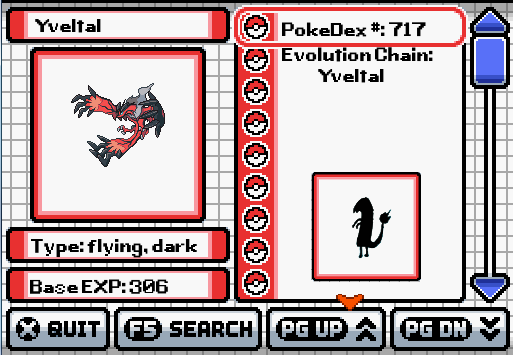 Yveltal
PokeDex #: 717
Evolution Chain:
Yveltal
Type: flying, dark
Base EXP: 306
X QUIT
F5 SEARCH
PG UP
PG DN